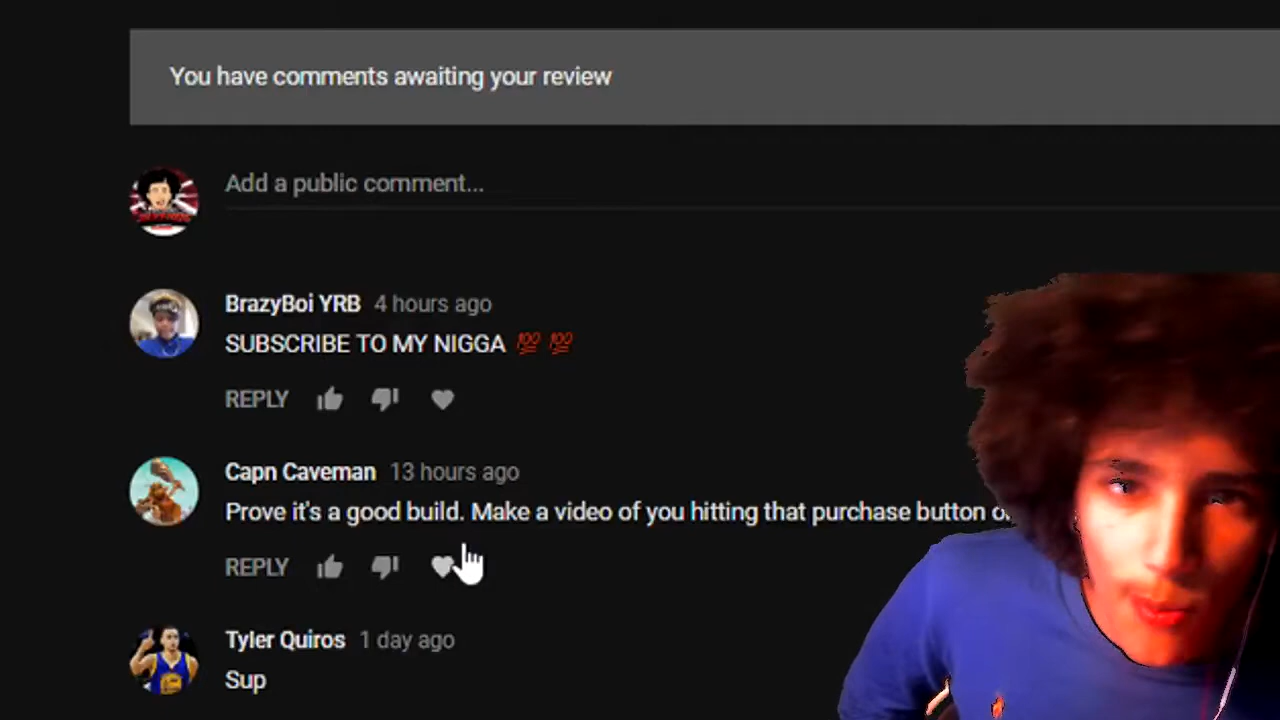 You have comments awaiting your review
Add a public comment...
BrazyBoi YRB 4 hours ago
SUBSCRIBE TO MY NIGGA 💯 💯
REPLY
Capn Caveman 13 hours ago
Prove it's a good build. Make a video of you hitting that purchase button
REPLY
Tyler Quiros 1 day ago
Sup